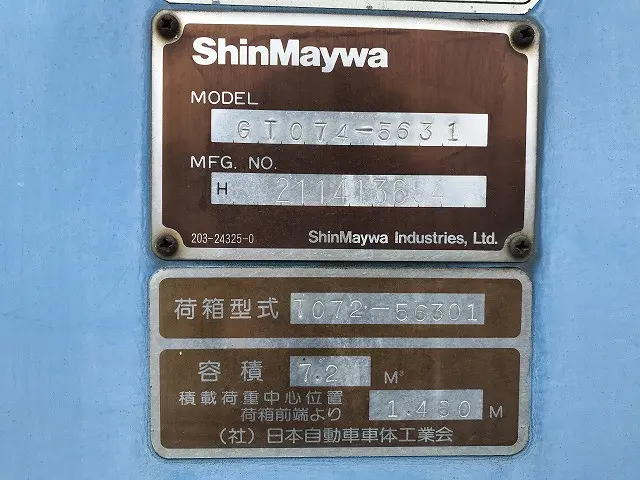 ShinMaywa
MODEL
GT074-5631
MFG. NO.
H
203-24325-0 ShinMaywa Industries, Ltd.
荷箱型式 T072-56301
容積 7.2 M³
積載荷重中心位置
荷箱前端より 1.430 M
(社)日本自動車車体工業会